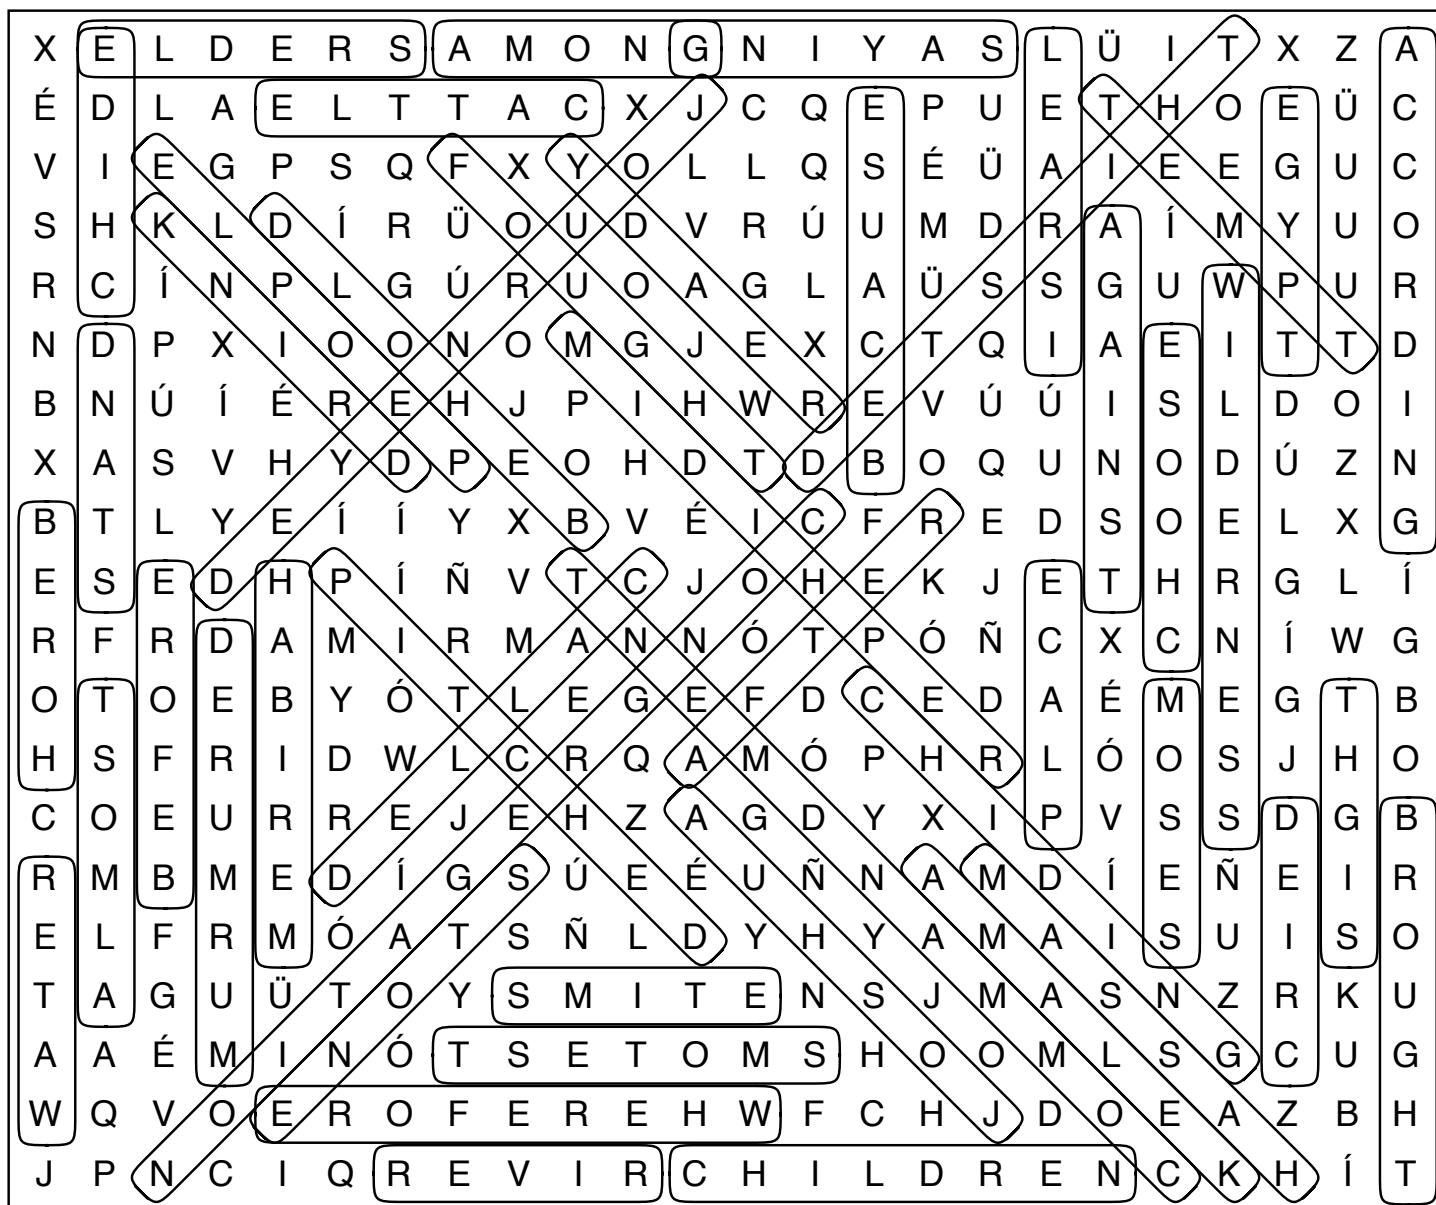 X E L D E R S A M O N G N I Y A S L Ü I T X Z A
É D L A E L T T A C X J C Q E P U E T H O E Ü C
V I E G P S Q F X Y O L L Q S É Ü A I E E G U C
S H K L D Í R Ü O U D V R Ú U M D R A Í M Y U O
R C Í N P L G Ú R U O A G L A Ü S S G U W P U R
N D P X I O O N O M G J E X C T Q I A E I T T D
B N Ú Í É R E H J P I H W R E V Ú Ú I S L D O I
X A S V H Y D P E O H D T D B O Q U N O D Ú Z N
B T L Y E Í Í Y X B V É I C F R E D S O E L X G
E S E D H P Í Ñ V T C J O H E K J E T H R G L Í
R F R D A M I R M A N N Ó T P Ó Ñ C X C N Í W G
O T O E B Y Ó T L E G E F D C E D A É M E G T B
H S F R I D W L C R Q A M Ó P H R L Ó O S J H O
C O E U R R E J E H Z A G D Y X I P V S S D G B
R M B M E D Í G S Ú E É U Ñ N A M D Í E Ñ E I R
E L F R M Ó A T S Ñ L D Y H Y A M A I S U I S O
T A G U Ü T O Y S M I T E N S J M A S N Z R K U
A A É M I N Ó T S E T O M S H O O M L S G C U G
W Q V O E R O F E R E H W F C H J D O E A Z B H
J P N C I Q R E V I R C H I L D R E N C K H Í T